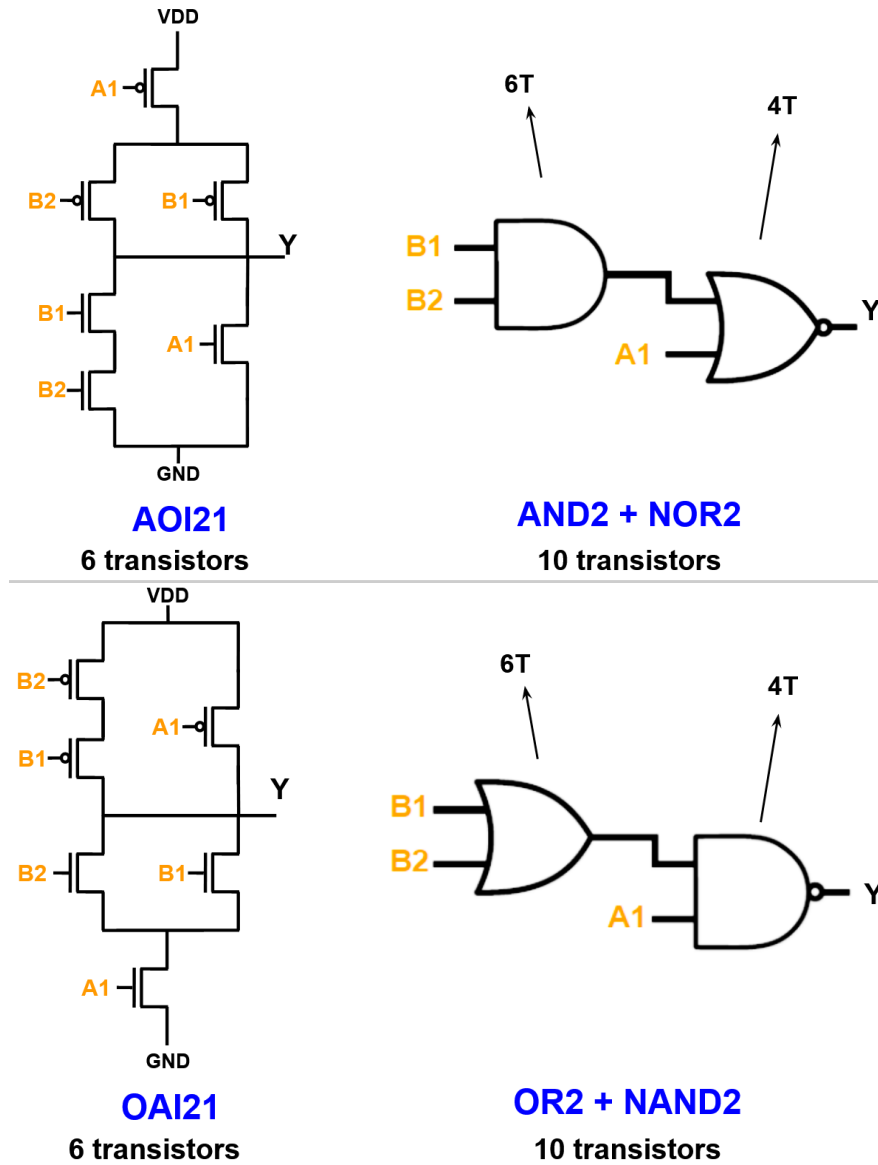 VDD
A1
B2
B1
Y
B1
A1
B2
GND
AOI21
6 transistors
6T
4T
B1
B2
A1
Y
AND2 + NOR2
10 transistors
VDD
B2
A1
B1
Y
B2
B1
A1
GND
OAI21
6 transistors
6T
4T
B1
B2
A1
Y
OR2 + NAND2
10 transistors